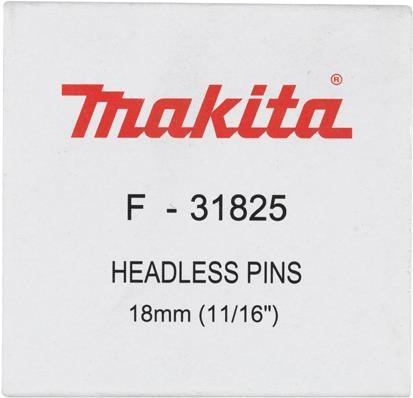 makita®
F - 31825
HEADLESS PINS
18mm (11/16")